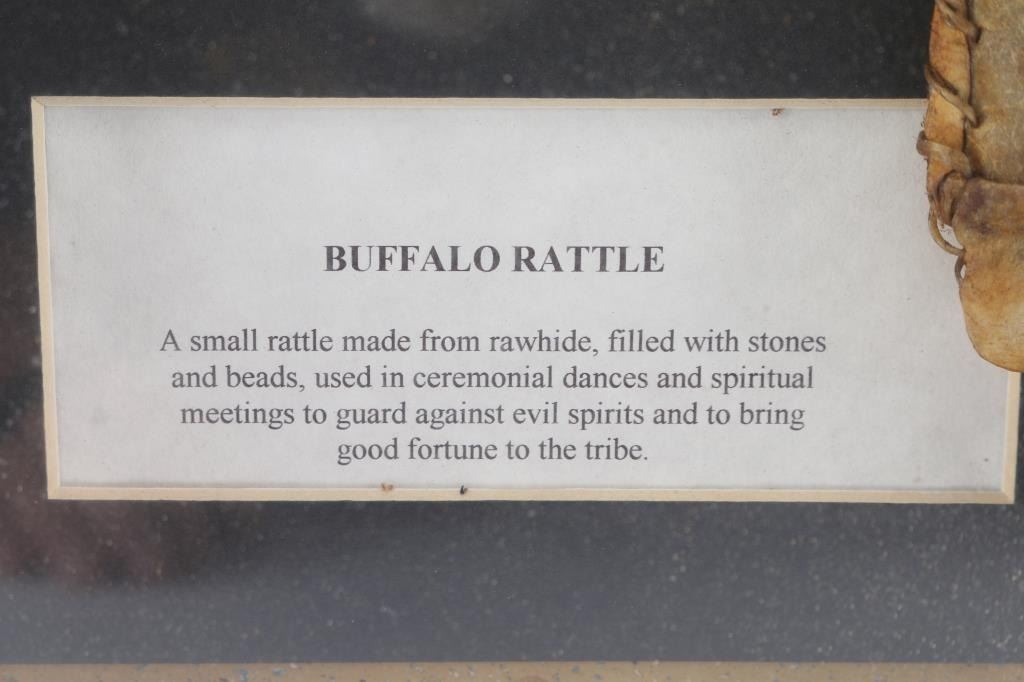 BUFFALO RATTLE
A small rattle made from rawhide, filled with stones
and beads, used in ceremonial dances and spiritual
meetings to guard against evil spirits and to bring
good fortune to the tribe.